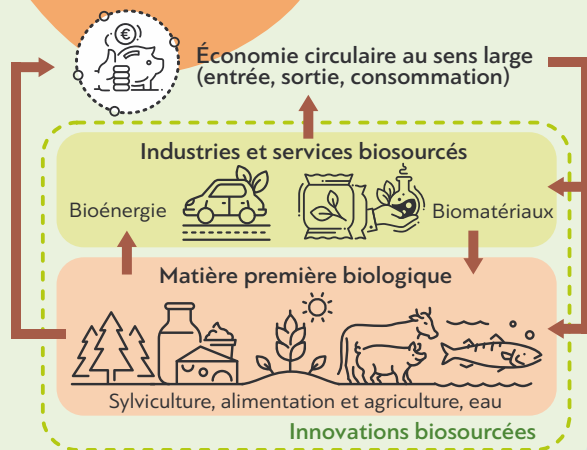 €
Économie circulaire au sens large
(entrée, sortie, consommation)
Industries et services biosourcés
Bioénergie
Biomatériaux
Matière première biologique
Sylviculture, alimentation et agriculture, eau
Innovations biosourcées